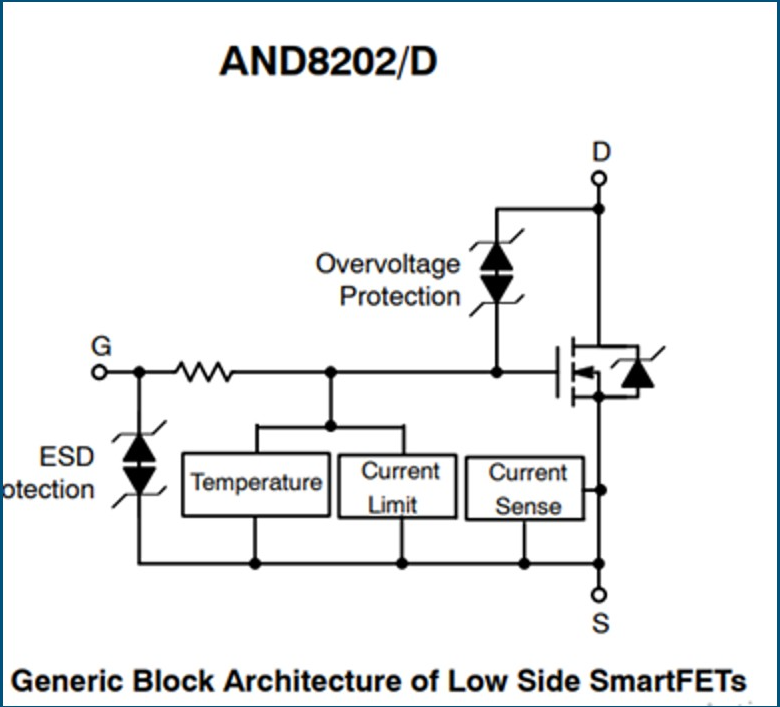 AND8202/D
D
Overvoltage
Protection
G
ESD
otection
Temperature
Current
Limit
Current
Sense
S
Generic Block Architecture of Low Side SmartFETs